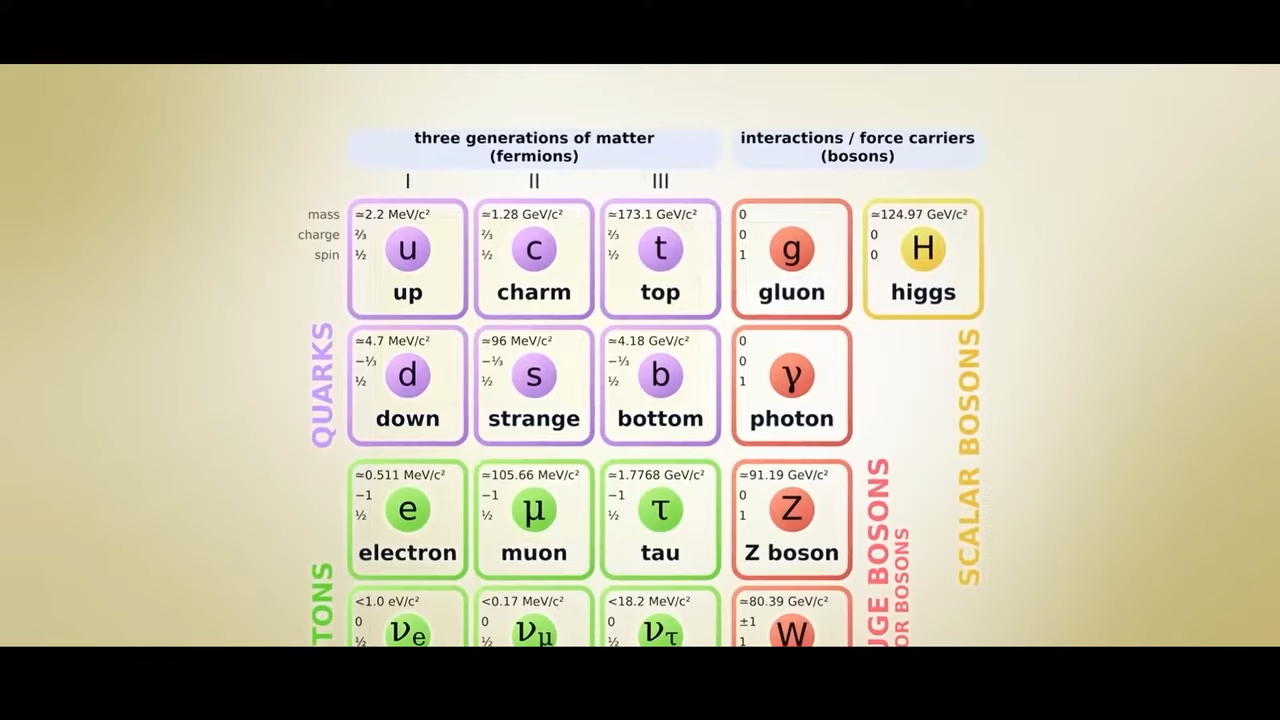 three generations of matter
(fermions)
interactions / force carriers
(bosons)
I
II
III
mass
charge
spin
≃2.2 MeV/c²
⅔
½
u
up
≃1.28 GeV/c²
⅔
½
c
charm
≃173.1 GeV/c²
⅔
½
t
top
0
0
1
g
gluon
≃124.97 GeV/c²
0
0
H
higgs
QUARKS
≃4.7 MeV/c²
−⅓
½
d
down
≃96 MeV/c²
−⅓
½
s
strange
≃4.18 GeV/c²
−⅓
½
b
bottom
0
0
1
γ
photon
SCALAR BOSONS
≃0.511 MeV/c²
−1
½
e
electron
≃105.66 MeV/c²
−1
½
μ
muon
≃1.7768 GeV/c²
−1
½
τ
tau
≃91.19 GeV/c²
0
1
Z
Z boson
UGE BOSONS
OR BOSONS
TONS
<1.0 eV/c²
0
½
νe
<0.17 MeV/c²
0
½
νμ
<18.2 MeV/c²
0
½
ντ
≃80.39 GeV/c²
±1
1
W